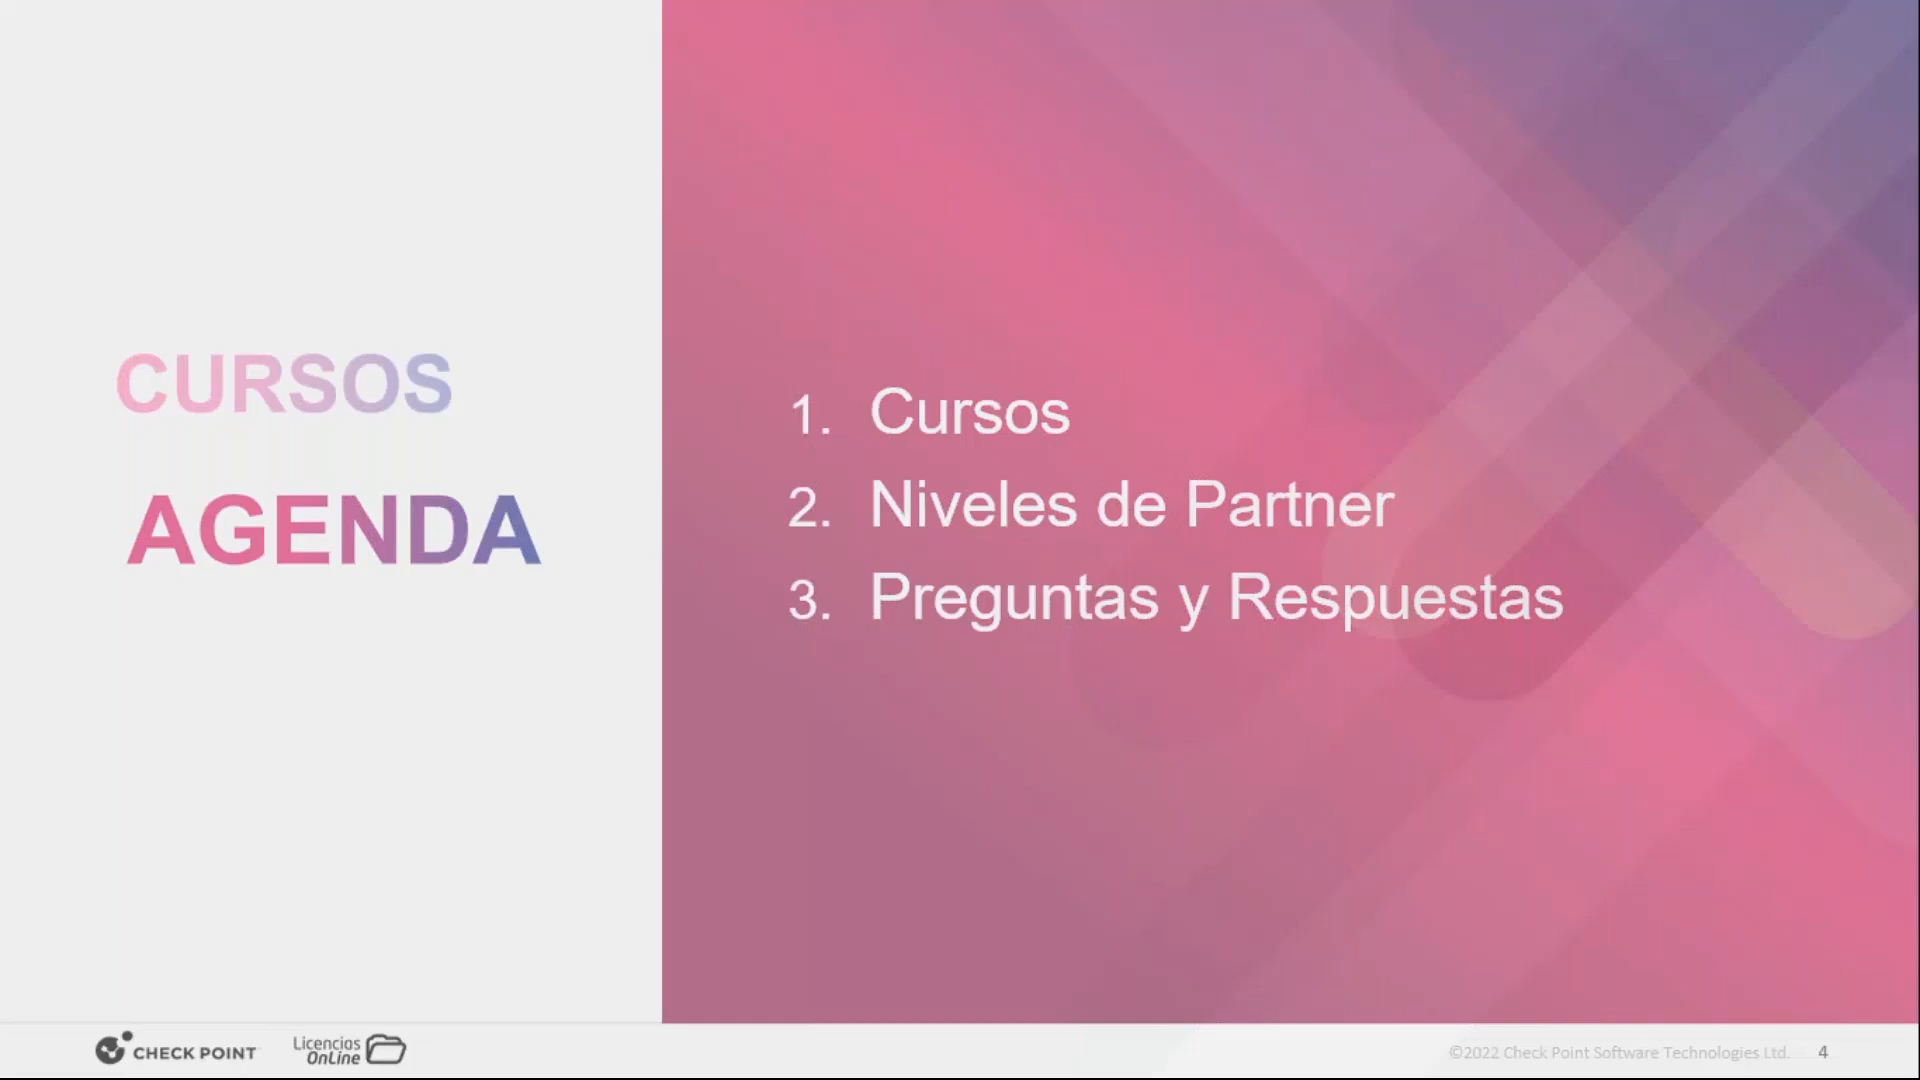 CURSOS
AGENDA
1. Cursos
2. Niveles de Partner
3. Preguntas y Respuestas
CHECK POINT
Licencias
OnLine
©2022 Check Point Software Technologies Ltd. 4